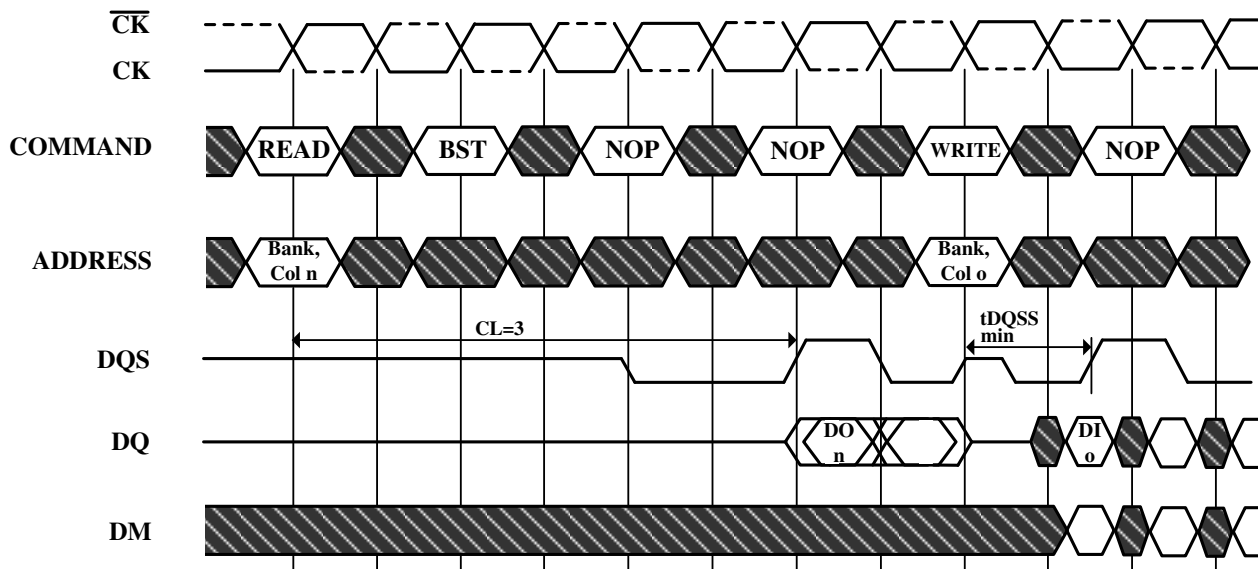 CK
CK
COMMAND
READ
BST
NOP
NOP
WRITE
NOP
ADDRESS
Bank,
Col n
Bank,
Col o
CL=3
tDQSS
min
DQS
DQ
DO
n
DI
o
DM